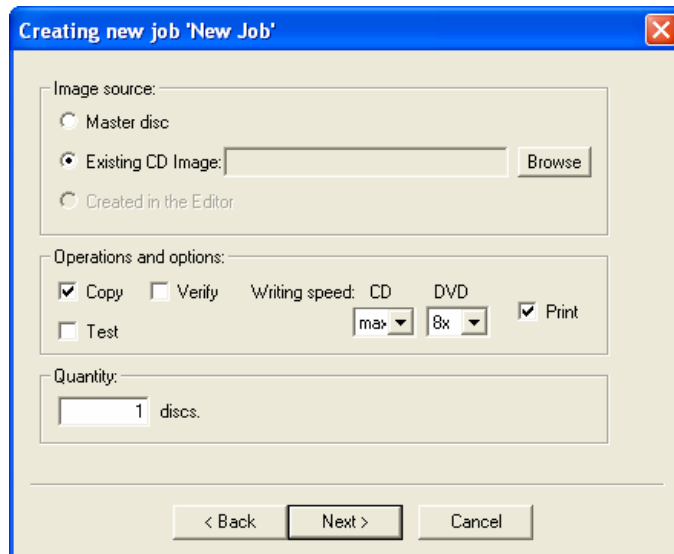 Creating new job 'New Job'
Image source:
Master disc
Existing CD Image:
Browse
Created in the Editor
Operations and options:
Copy Verify Writing speed: CD DVD
max 8x Print
Test
Quantity:
1 discs.
< Back Next > Cancel